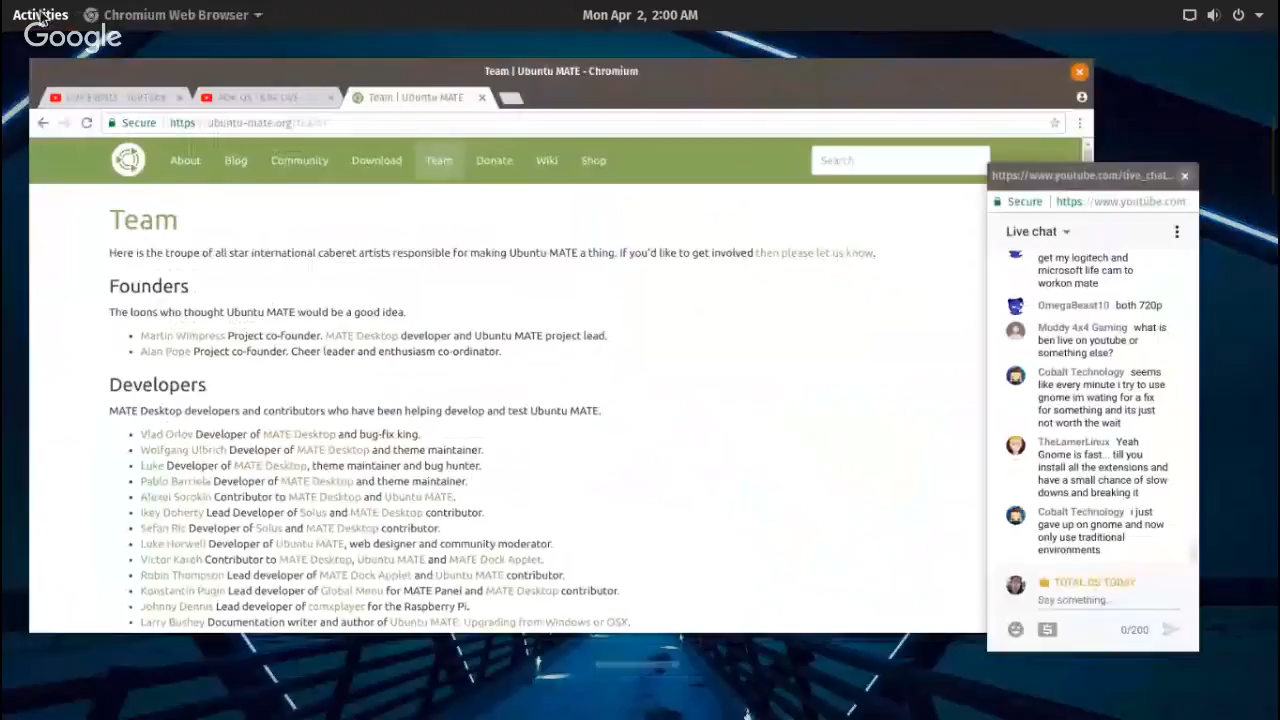 Activities
Chromium Web Browser
Mon Apr 2, 2:00 AM
Google
Team | Ubuntu MATE - Chromium
Team | Ubuntu MATE
Secure https://ubuntu-mate.org/team/
About Blog Community Download Team Donate Wiki Shop
Search
Team
Here is the troupe of all star international caberet artists responsible for making Ubuntu MATE a thing. If you'd like to get involved then please let us know.
Founders
The loons who thought Ubuntu MATE would be a good idea.
Martin Wimpress Project co-founder. MATE Desktop developer and Ubuntu MATE project lead.
Alan Pope Project co-founder. Cheer leader and enthusiasm co-ordinator.
Developers
MATE Desktop developers and contributors who have been helping develop and test Ubuntu MATE.
Vlad Orlov Developer of MATE Desktop and bug-fix king.
Wolfgang Ulbrich Developer of MATE Desktop and theme maintainer.
Luke Developer of MATE Desktop, theme maintainer and bug hunter.
Pablo Barciela Developer of MATE Desktop and theme maintainer.
Alexei Sorokin Contributor to MATE Desktop and Ubuntu MATE.
Ikey Doherty Lead Developer of Solus and MATE Desktop contributor.
Sefan Ric Developer of Solus and MATE Desktop contributor.
Luke Horwell Developer of Ubuntu MATE, web designer and community moderator.
Victor Kareh Contributor to MATE Desktop, Ubuntu MATE and MATE Dock Applet.
Robin Thompson Lead developer of MATE Dock Applet and Ubuntu MATE contributor.
Konstantin Pugin Lead developer of Global Menu for MATE Panel and MATE Desktop contributor.
Johnny Dennis Lead developer of comxplayer for the Raspberry Pi.
Larry Bushey Documentation writer and author of Ubuntu MATE: Upgrading from Windows or OSX.
https://www.youtube.com/live_chat...
Secure https://www.youtube.com
Live chat
get my logitech and
microsoft life cam to
workon mate
OmegaBeast10 both 720p
Muddy 4x4 Gaming what is
ben live on youtube or
something else?
Cobalt Technology seems
like every minute i try to use
gnome im wating for a fix
for something and its just
not worth the wait
TheLamerLinux Yeah
Gnome is fast... till you
install all the extensions and
have a small chance of slow
downs and breaking it
Cobalt Technology i just
gave up on gnome and now
only use traditional
environments
TOTAL OS TODAY
Say something...
0/200